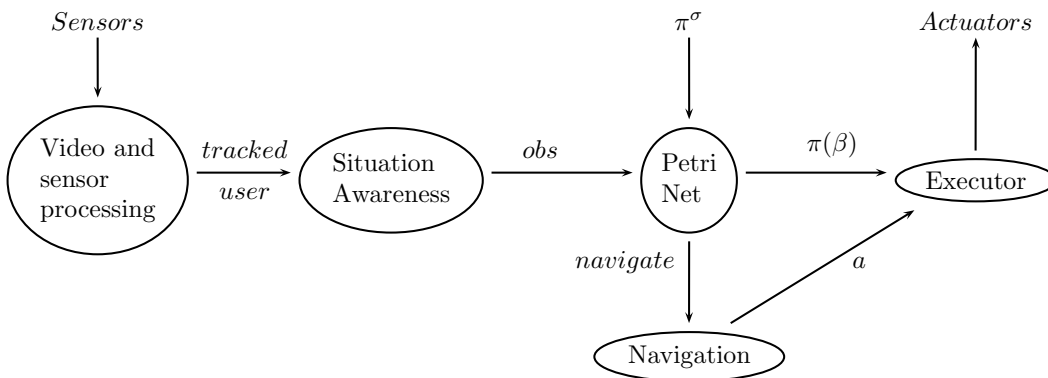 Sensors
π^σ
Actuators
Video and
sensor
processing
tracked
user
Situation
Awareness
obs
Petri
Net
π(β)
Executor
navigate
a
Navigation